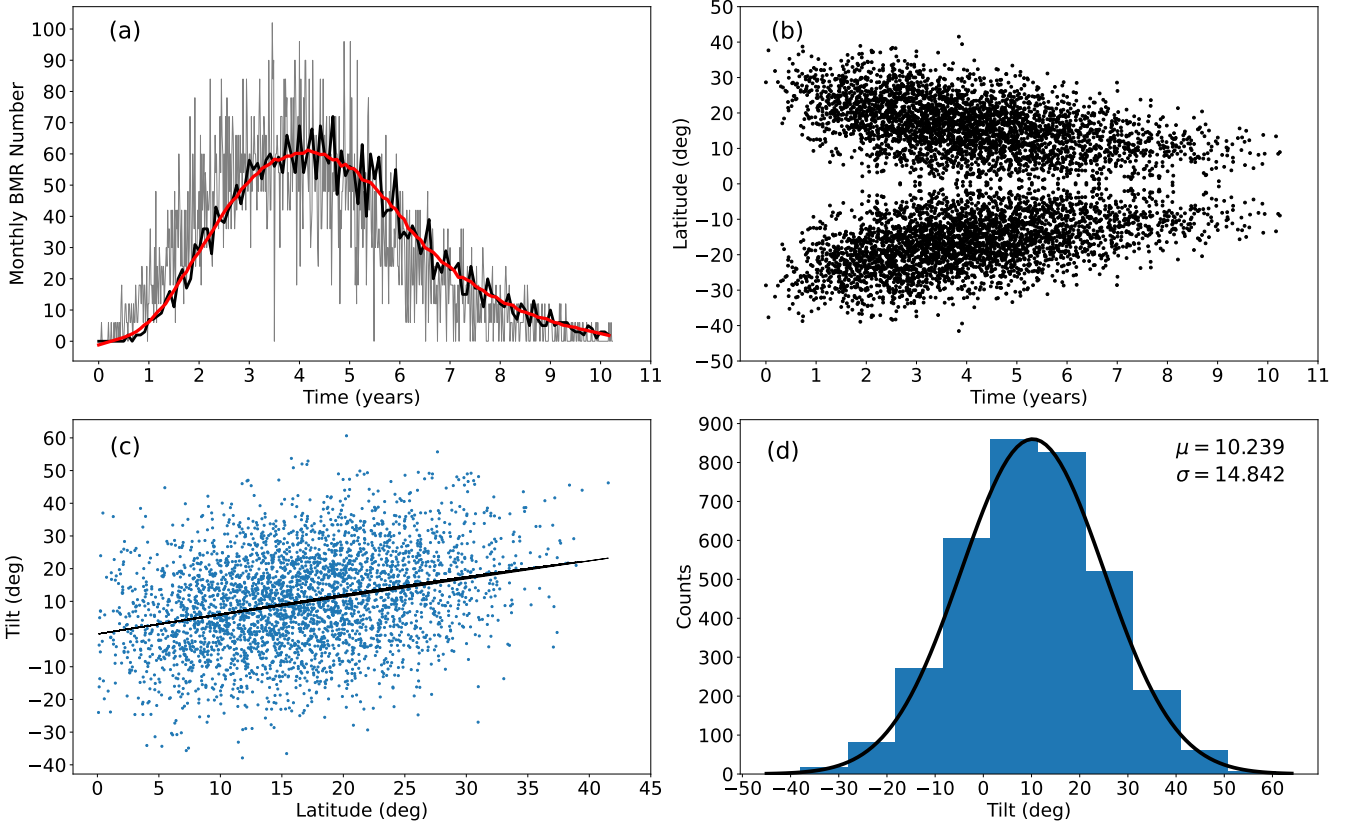 (a)
Monthly BMR Number
100
90
80
70
60
50
40
30
20
10
0
0 1 2 3 4 5 6 7 8 9 10 11
Time (years)
(b)
Latitude (deg)
50
40
30
20
10
0
−10
−20
−30
−40
−50
0 1 2 3 4 5 6 7 8 9 10 11
Time (years)
(c)
Tilt (deg)
60
50
40
30
20
10
0
−10
−20
−30
−40
0 5 10 15 20 25 30 35 40 45
Latitude (deg)
(d)
μ = 10.239
σ = 14.842
Counts
900
800
700
600
500
400
300
200
100
0
−50 −40 −30 −20 −10 0 10 20 30 40 50 60
Tilt (deg)